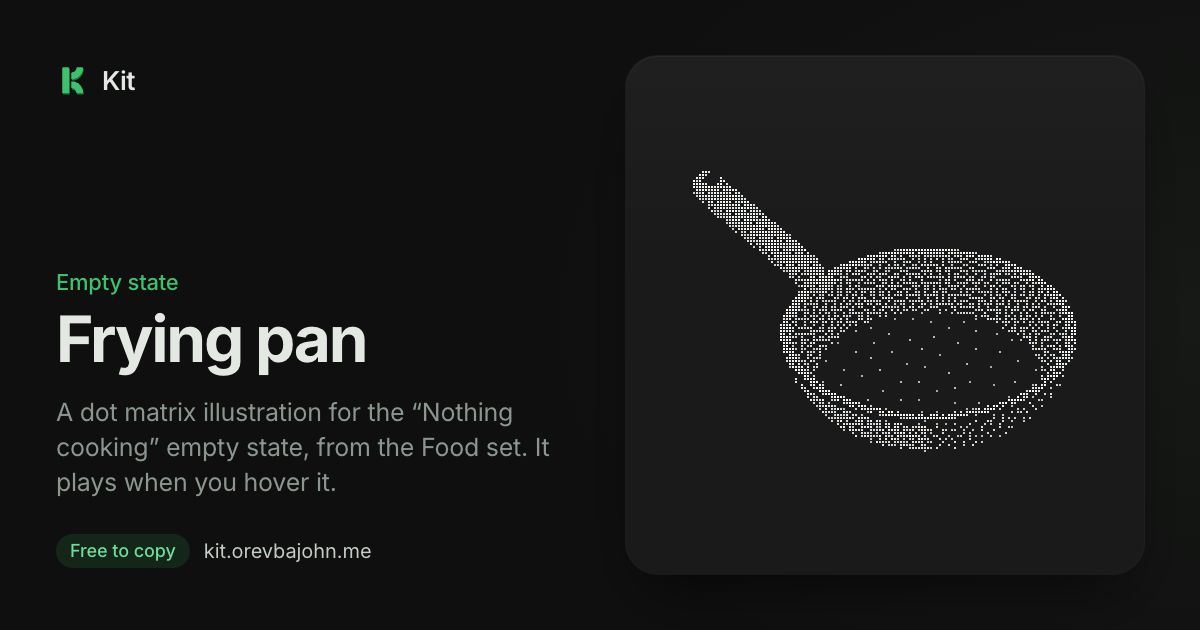 Kit
Empty state
Frying pan
A dot matrix illustration for the “Nothing
cooking” empty state, from the Food set. It
plays when you hover it.
Free to copy
kit.orevbajohn.me